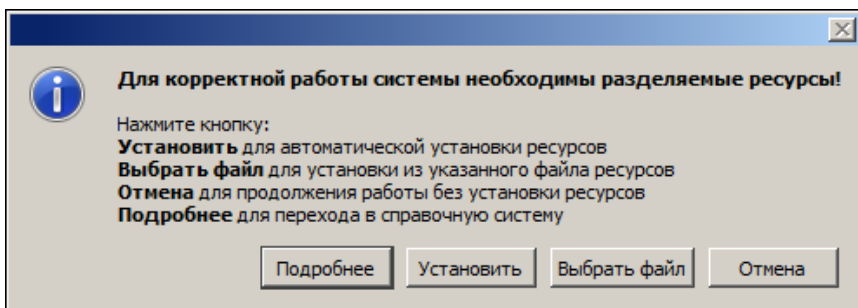 Для корректной работы системы необходимы разделяемые ресурсы!
Нажмите кнопку:
Установить для автоматической установки ресурсов
Выбрать файл для установки из указанного файла ресурсов
Отмена для продолжения работы без установки ресурсов
Подробнее для перехода в справочную систему
Подробнее Установить Выбрать файл Отмена